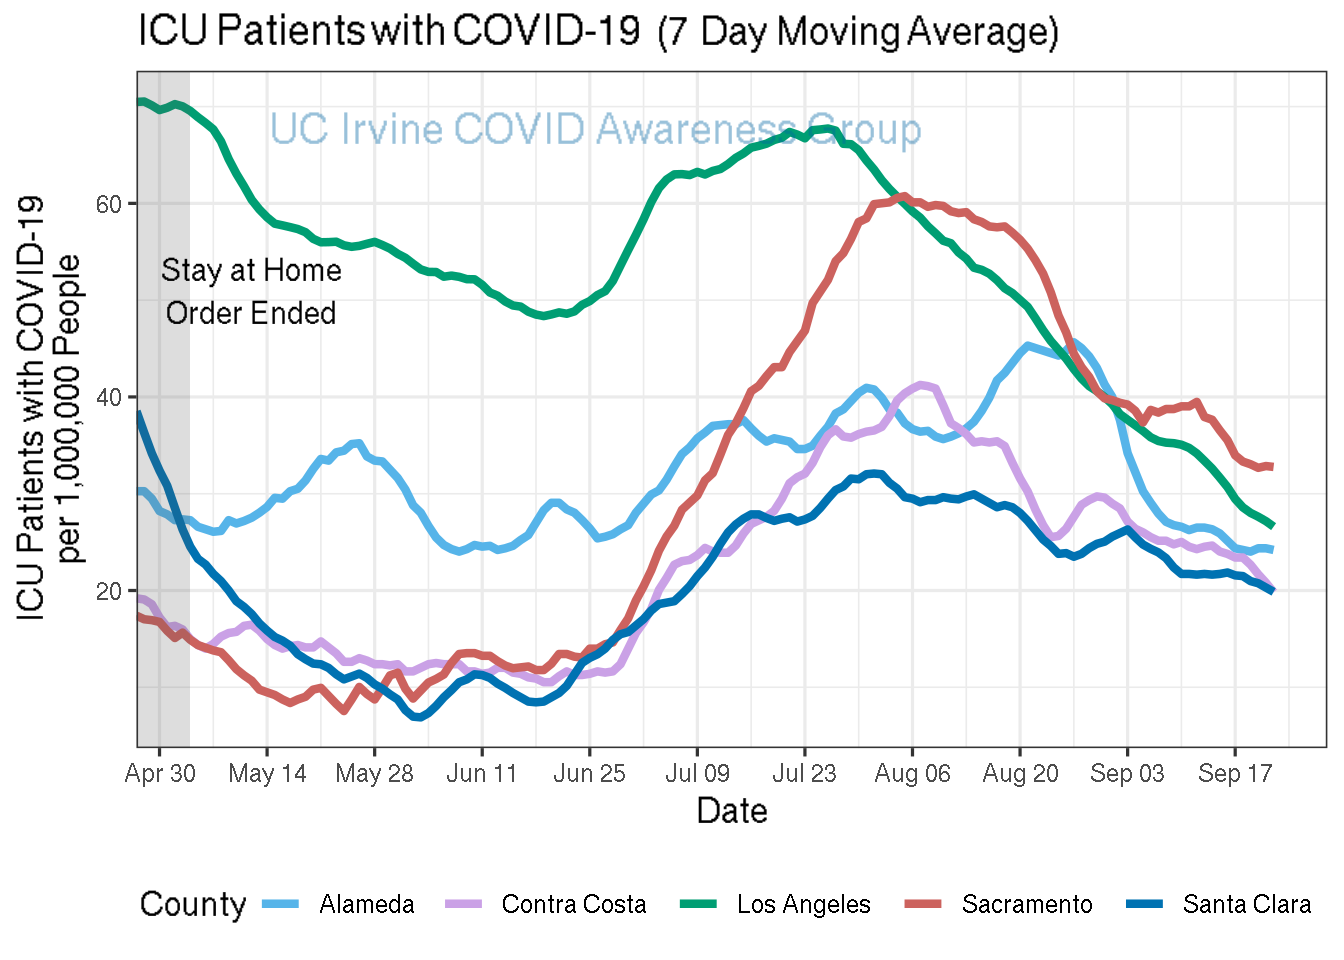 ICU Patients with COVID-19 (7 Day Moving Average)
UC Irvine COVID Awareness Group
Stay at Home
Order Ended
ICU Patients with COVID-19
per 1,000,000 People
60
40
20
Apr 30 May 14 May 28 Jun 11 Jun 25 Jul 09 Jul 23 Aug 06 Aug 20 Sep 03 Sep 17
Date
County Alameda Contra Costa Los Angeles Sacramento Santa Clara